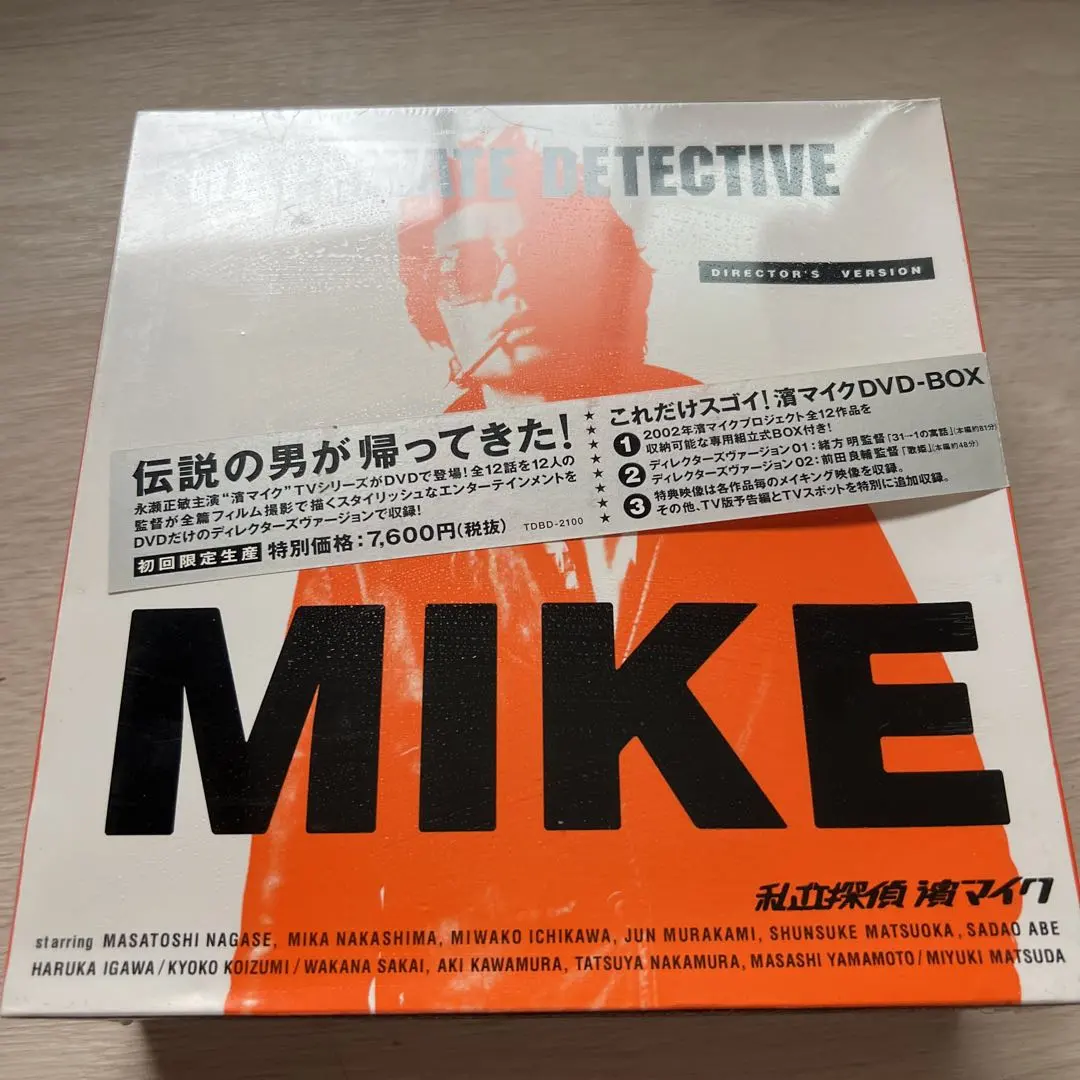 PRIVATE DETECTIVE
DIRECTOR'S VERSION
伝説の男が帰ってきた!
永瀬正敏主演“濱マイク”TVシリーズがDVDで登場!全12話を12人の
監督が全篇フィルム撮影で描くスタイリッシュなエンターテインメントを
DVDだけのディレクターズヴァージョンで収録!
初回限定生産 特別価格:7,600円(税抜) TDBD-2100
★
★
★
★
★
★
★
★
これだけスゴイ!濱マイクDVD-BOX
❶ 2002年濱マイクプロジェクト全12作品を
収納可能な専用組立式BOX付き!
❷ ディレクターズヴァージョン01:緒方明監督『31→1の寓話』(本編約81分)
ディレクターズヴァージョン02:前田良輔監督『歌姫』(本編約48分)
❸ 特典映像は各作品毎のメイキング映像を収録。
その他、TV版予告編とTVスポットを特別に追加収録。
MIKE
私立探偵 濱マイク
starring MASATOSHI NAGASE, MIKA NAKASHIMA, MIWAKO ICHIKAWA, JUN MURAKAMI, SHUNSUKE MATSUOKA, SADAO ABE
HARUKA IGAWA/KYOKO KOIZUMI/WAKANA SAKAI, AKI KAWAMURA, TATSUYA NAKAMURA, MASASHI YAMAMOTO/MIYUKI MATSUDA